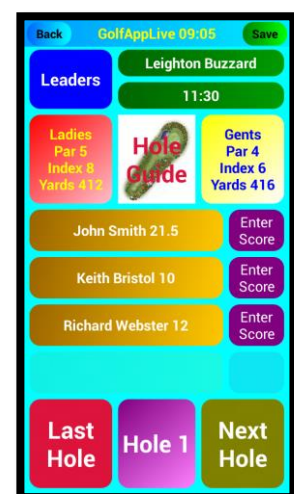 Back GolfAppLive 09:05 Save
Leaders
Leighton Buzzard
11:30
Ladies
Par 5
Index 8
Yards 412
Hole
Guide
Gents
Par 4
Index 6
Yards 416
John Smith 21.5
Enter
Score
Keith Bristol 10
Enter
Score
Richard Webster 12
Enter
Score
Last
Hole
Hole 1
Next
Hole